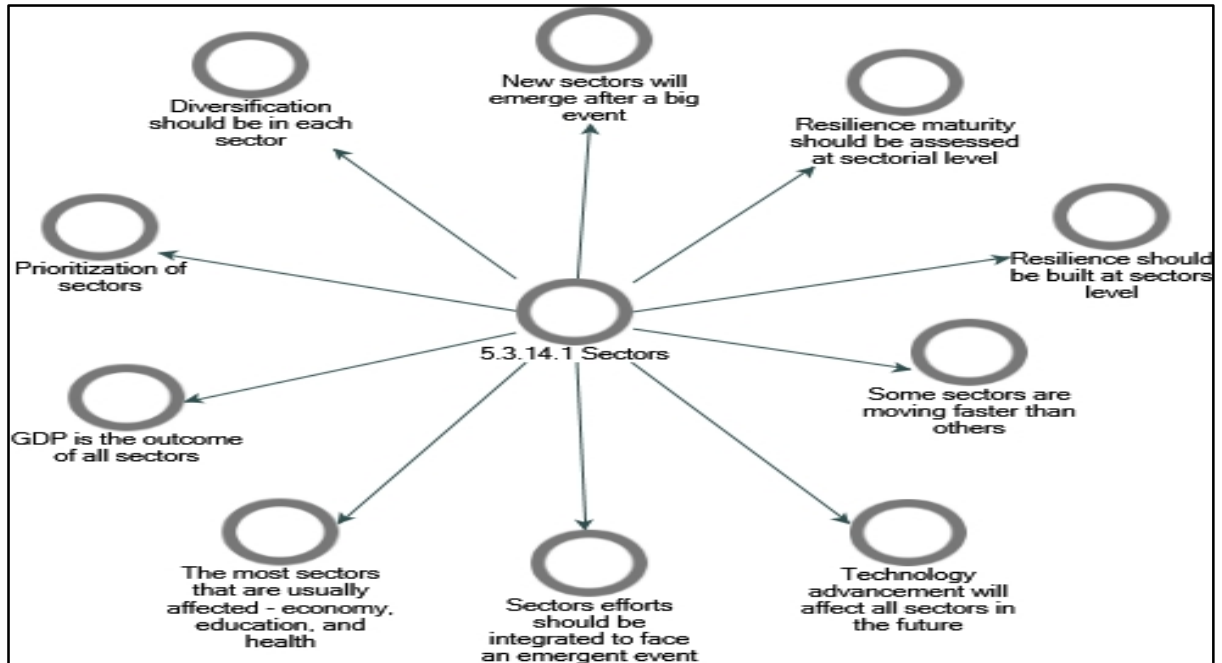 New sectors will
emerge after a big
event
Diversification
should be in each
sector
Resilience maturity
should be assessed
at sectorial level
Prioritization of
sectors
Resilience should
be built at sectors
level
5.3.14.1 Sectors
Some sectors are
moving faster than
others
GDP is the outcome
of all sectors
The most sectors
that are usually
affected - economy,
education, and
health
Sectors efforts
should be
integrated to face
an emergent event
Technology
advancement will
affect all sectors in
the future